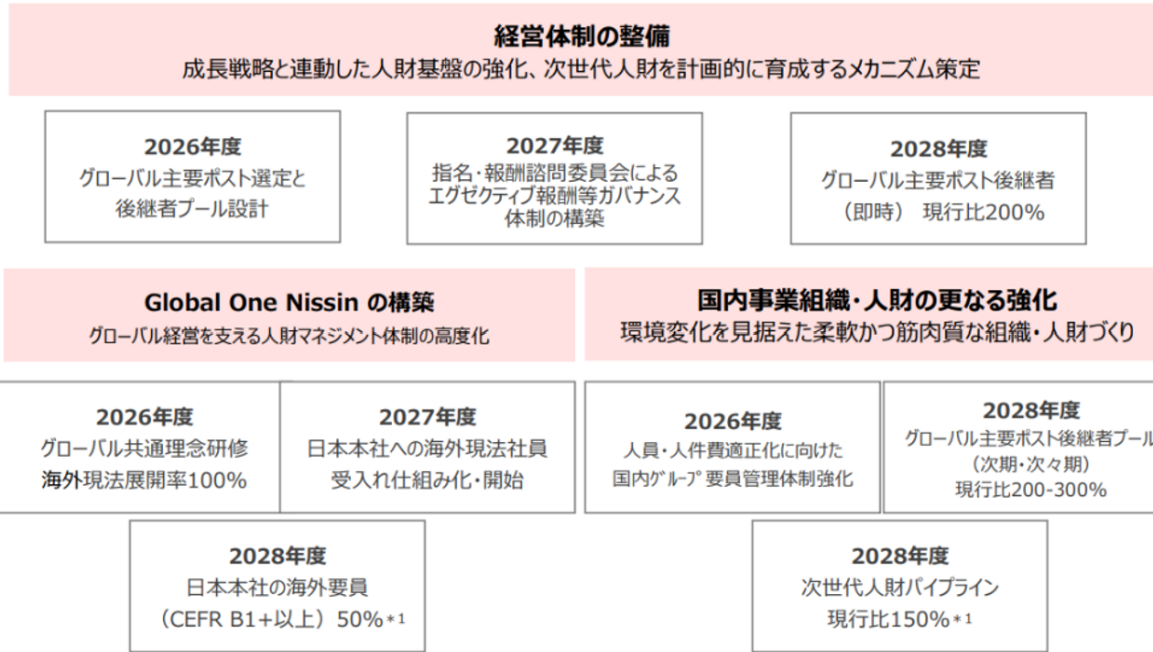 経営体制の整備
成長戦略と連動した人財基盤の強化、次世代人財を計画的に育成するメカニズム策定
2026年度
グローバル主要ポスト選定と
後継者プール設計
2027年度
指名・報酬諮問委員会による
エグゼクティブ報酬等ガバナンス
体制の構築
2028年度
グローバル主要ポスト後継者
（即時） 現行比200%
Global One Nissin の構築
グローバル経営を支える人財マネジメント体制の高度化
2026年度
グローバル共通理念研修
海外現法展開率100%
2027年度
日本本社への海外現法社員
受入れ仕組み化・開始
2028年度
日本本社の海外要員
（CEFR B1+以上）50%*1
国内事業組織・人財の更なる強化
環境変化を見据えた柔軟かつ筋肉質な組織・人財づくり
2026年度
人員・人件費適正化に向けた
国内ｸﾞﾙｰﾌﾟ要員管理体制強化
2028年度
グローバル主要ポスト後継者プール
（次期・次々期）
現行比200-300%
2028年度
次世代人財パイプライン
現行比150%*1